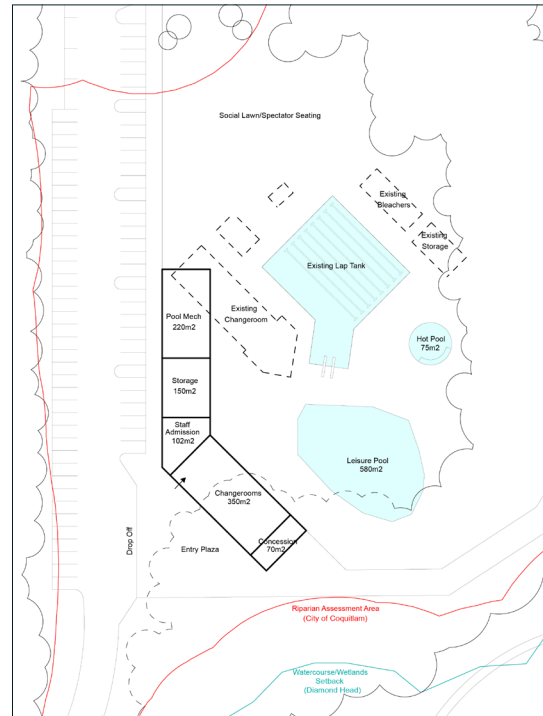 Social Lawn/Spectator Seating
Existing
Bleachers
Existing
Storage
Existing Lap Tank
Existing
Changeroom
Pool Mech
220m2
Hot Pool
75m2
Storage
150m2
Staff
Admission
102m2
Leisure Pool
580m2
Changerooms
350m2
Concession
70m2
Drop Off
Entry Plaza
Riparian Assessment Area
(City of Coquitlam)
Watercourse/Wetlands
Setback
(Diamond Head)